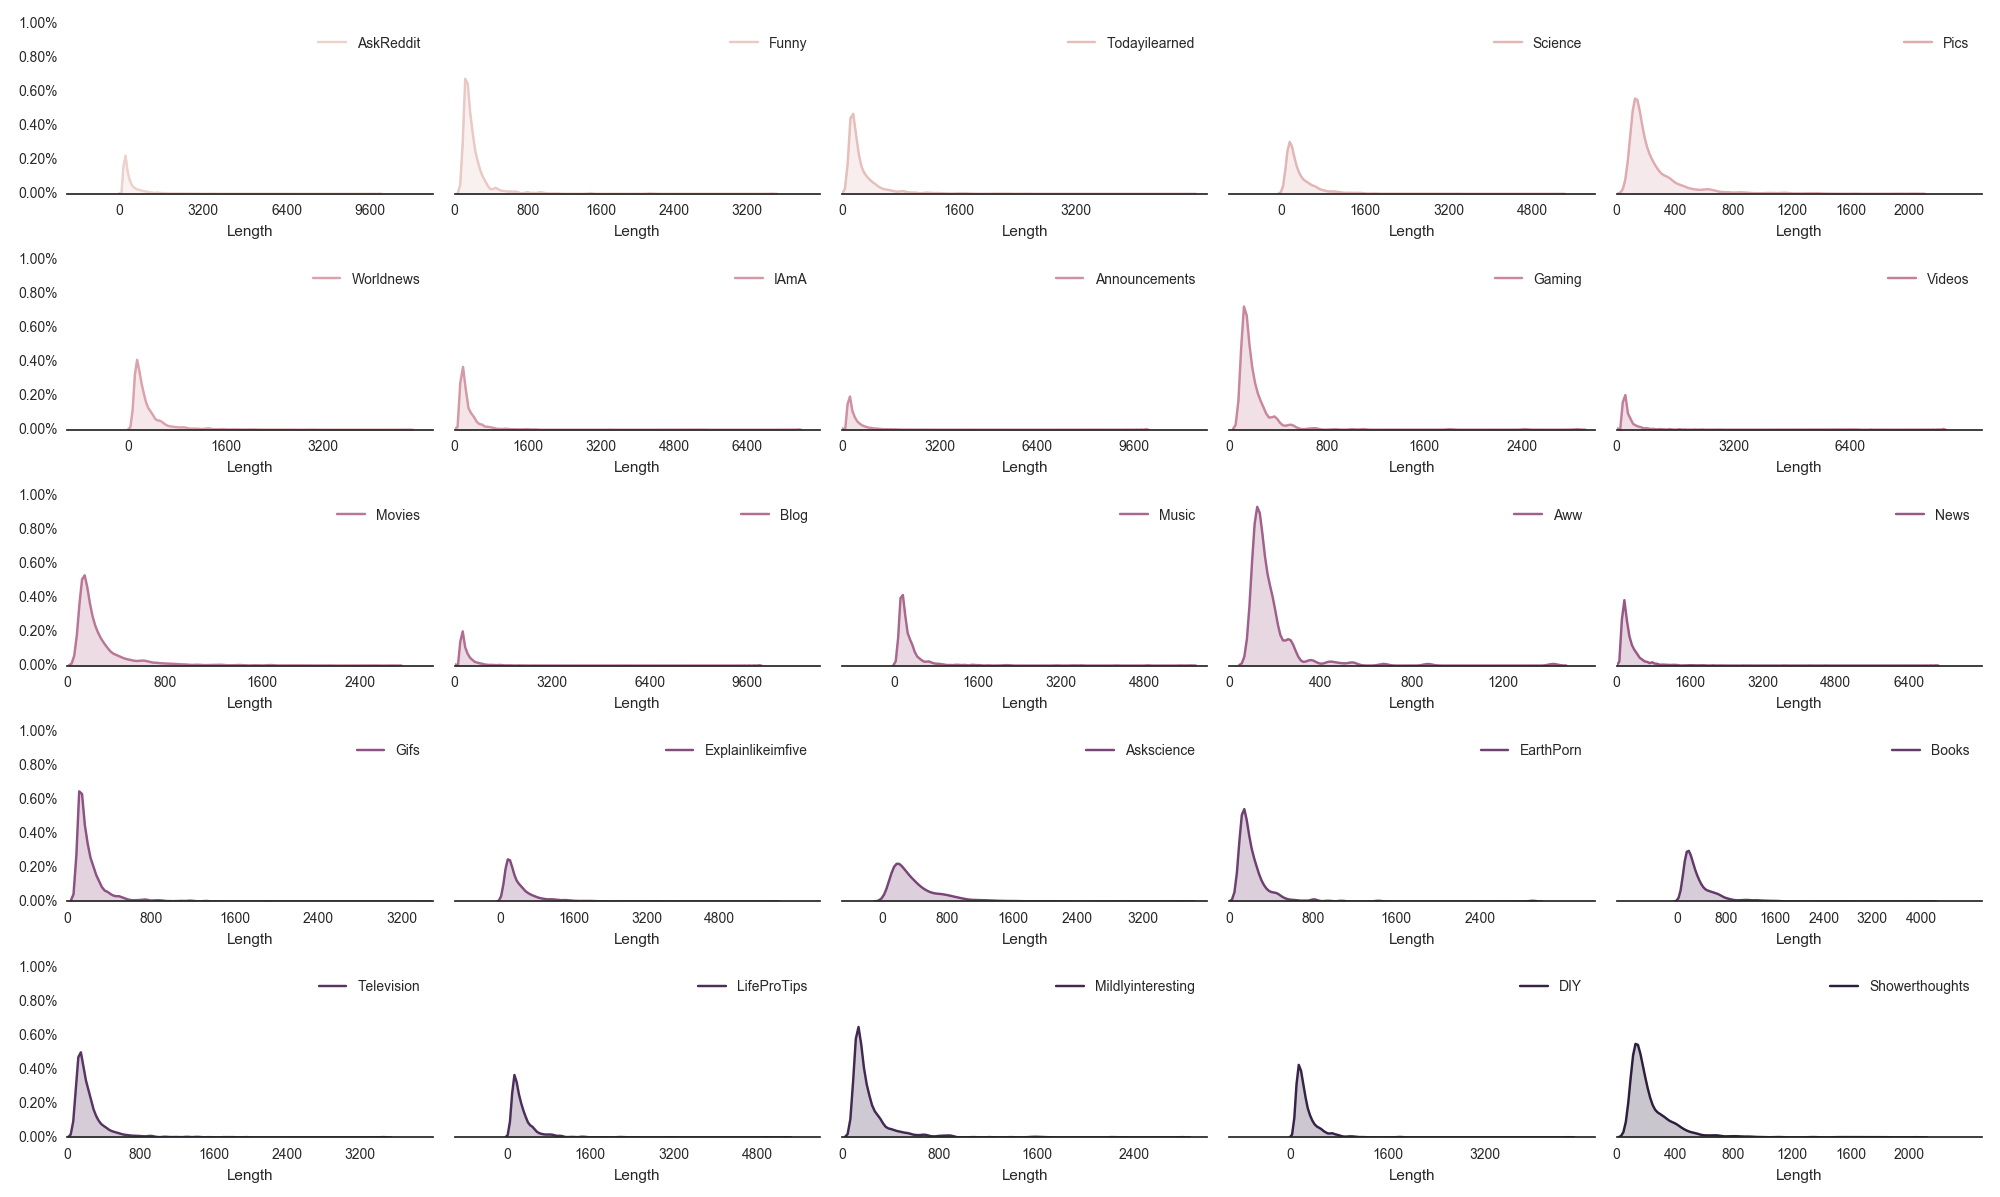 1.00%
AskReddit Funny Todayilearned Science Pics
0.80%
0.60%
0.40%
0.20%
0.00%
0 3200 6400 9600 0 800 1600 2400 3200 0 1600 3200 0 1600 3200 4800 0 400 800 1200 1600 2000
Length Length Length Length Length
1.00%
Worldnews IAmA Announcements Gaming Videos
0.80%
0.60%
0.40%
0.20%
0.00%
0 1600 3200 0 1600 3200 4800 6400 0 3200 6400 9600 0 800 1600 2400 0 3200 6400
Length Length Length Length Length
1.00%
Movies Blog Music Aww News
0.80%
0.60%
0.40%
0.20%
0.00%
0 800 1600 2400 0 3200 6400 9600 0 1600 3200 4800 0 400 800 1200 0 1600 3200 4800 6400
Length Length Length Length Length
1.00%
Gifs Explainlikeimfive Askscience EarthPorn Books
0.80%
0.60%
0.40%
0.20%
0.00%
0 800 1600 2400 3200 0 1600 3200 4800 0 800 1600 2400 3200 0 800 1600 2400 0 800 1600 2400 3200 4000
Length Length Length Length Length
1.00%
Television LifeProTips Mildlyinteresting DIY Showerthoughts
0.80%
0.60%
0.40%
0.20%
0.00%
0 800 1600 2400 3200 0 1600 3200 4800 0 800 1600 2400 0 1600 3200 0 400 800 1200 1600 2000
Length Length Length Length Length